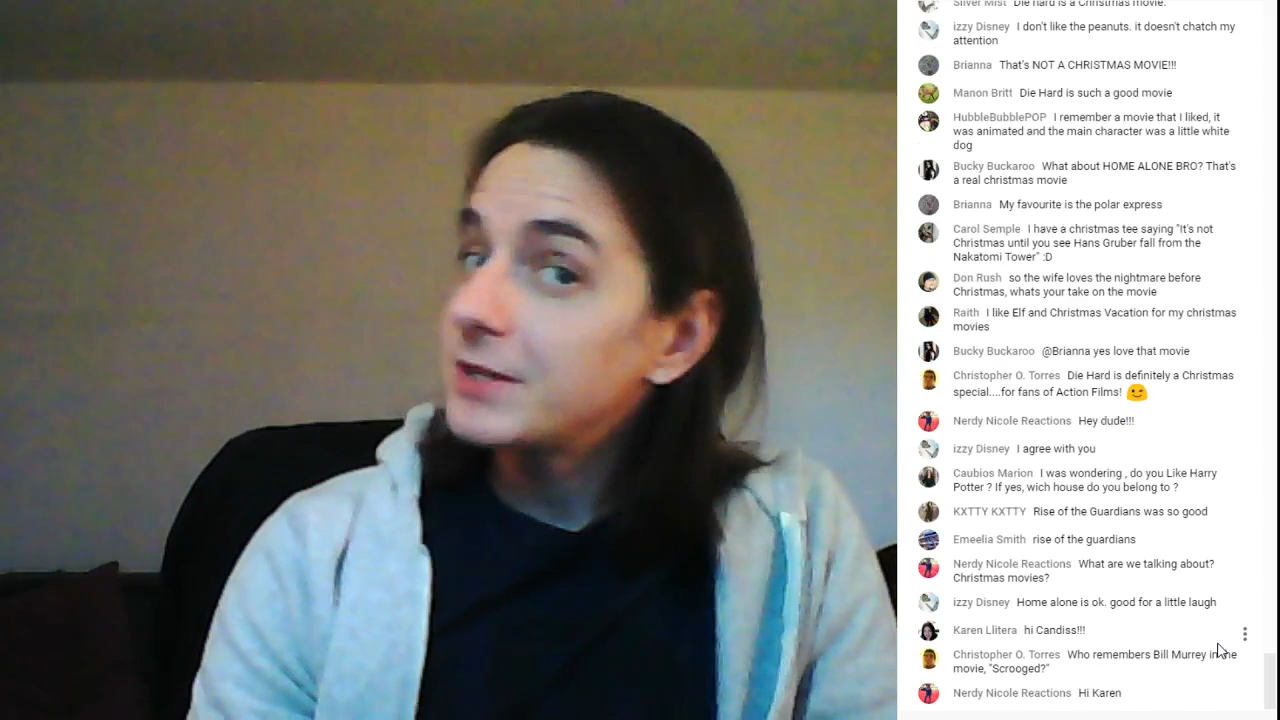 Silver Mist Die hard is a Christmas movie.
izzy Disney I don't like the peanuts. it doesn't chatch my
attention
Brianna That's NOT A CHRISTMAS MOVIE!!!
Manon Britt Die Hard is such a good movie
HubbleBubblePOP I remember a movie that I liked, it
was animated and the main character was a little white
dog
Bucky Buckaroo What about HOME ALONE BRO? That's
a real christmas movie
Brianna My favourite is the polar express
Carol Semple I have a christmas tee saying "It's not
Christmas until you see Hans Gruber fall from the
Nakatomi Tower" :D
Don Rush so the wife loves the nightmare before
Christmas, whats your take on the movie
Raith I like Elf and Christmas Vacation for my christmas
movies
Bucky Buckaroo @Brianna yes love that movie
Christopher O. Torres Die Hard is definitely a Christmas
special....for fans of Action Films! 😉
Nerdy Nicole Reactions Hey dude!!!
izzy Disney I agree with you
Caubios Marion I was wondering , do you Like Harry
Potter ? If yes, wich house do you belong to ?
KXTTY KXTTY Rise of the Guardians was so good
Emeelia Smith rise of the guardians
Nerdy Nicole Reactions What are we talking about?
Christmas movies?
izzy Disney Home alone is ok. good for a little laugh
Karen Llitera hi Candiss!!!
Christopher O. Torres Who remembers Bill Murrey in the
movie, "Scrooged?"
Nerdy Nicole Reactions Hi Karen